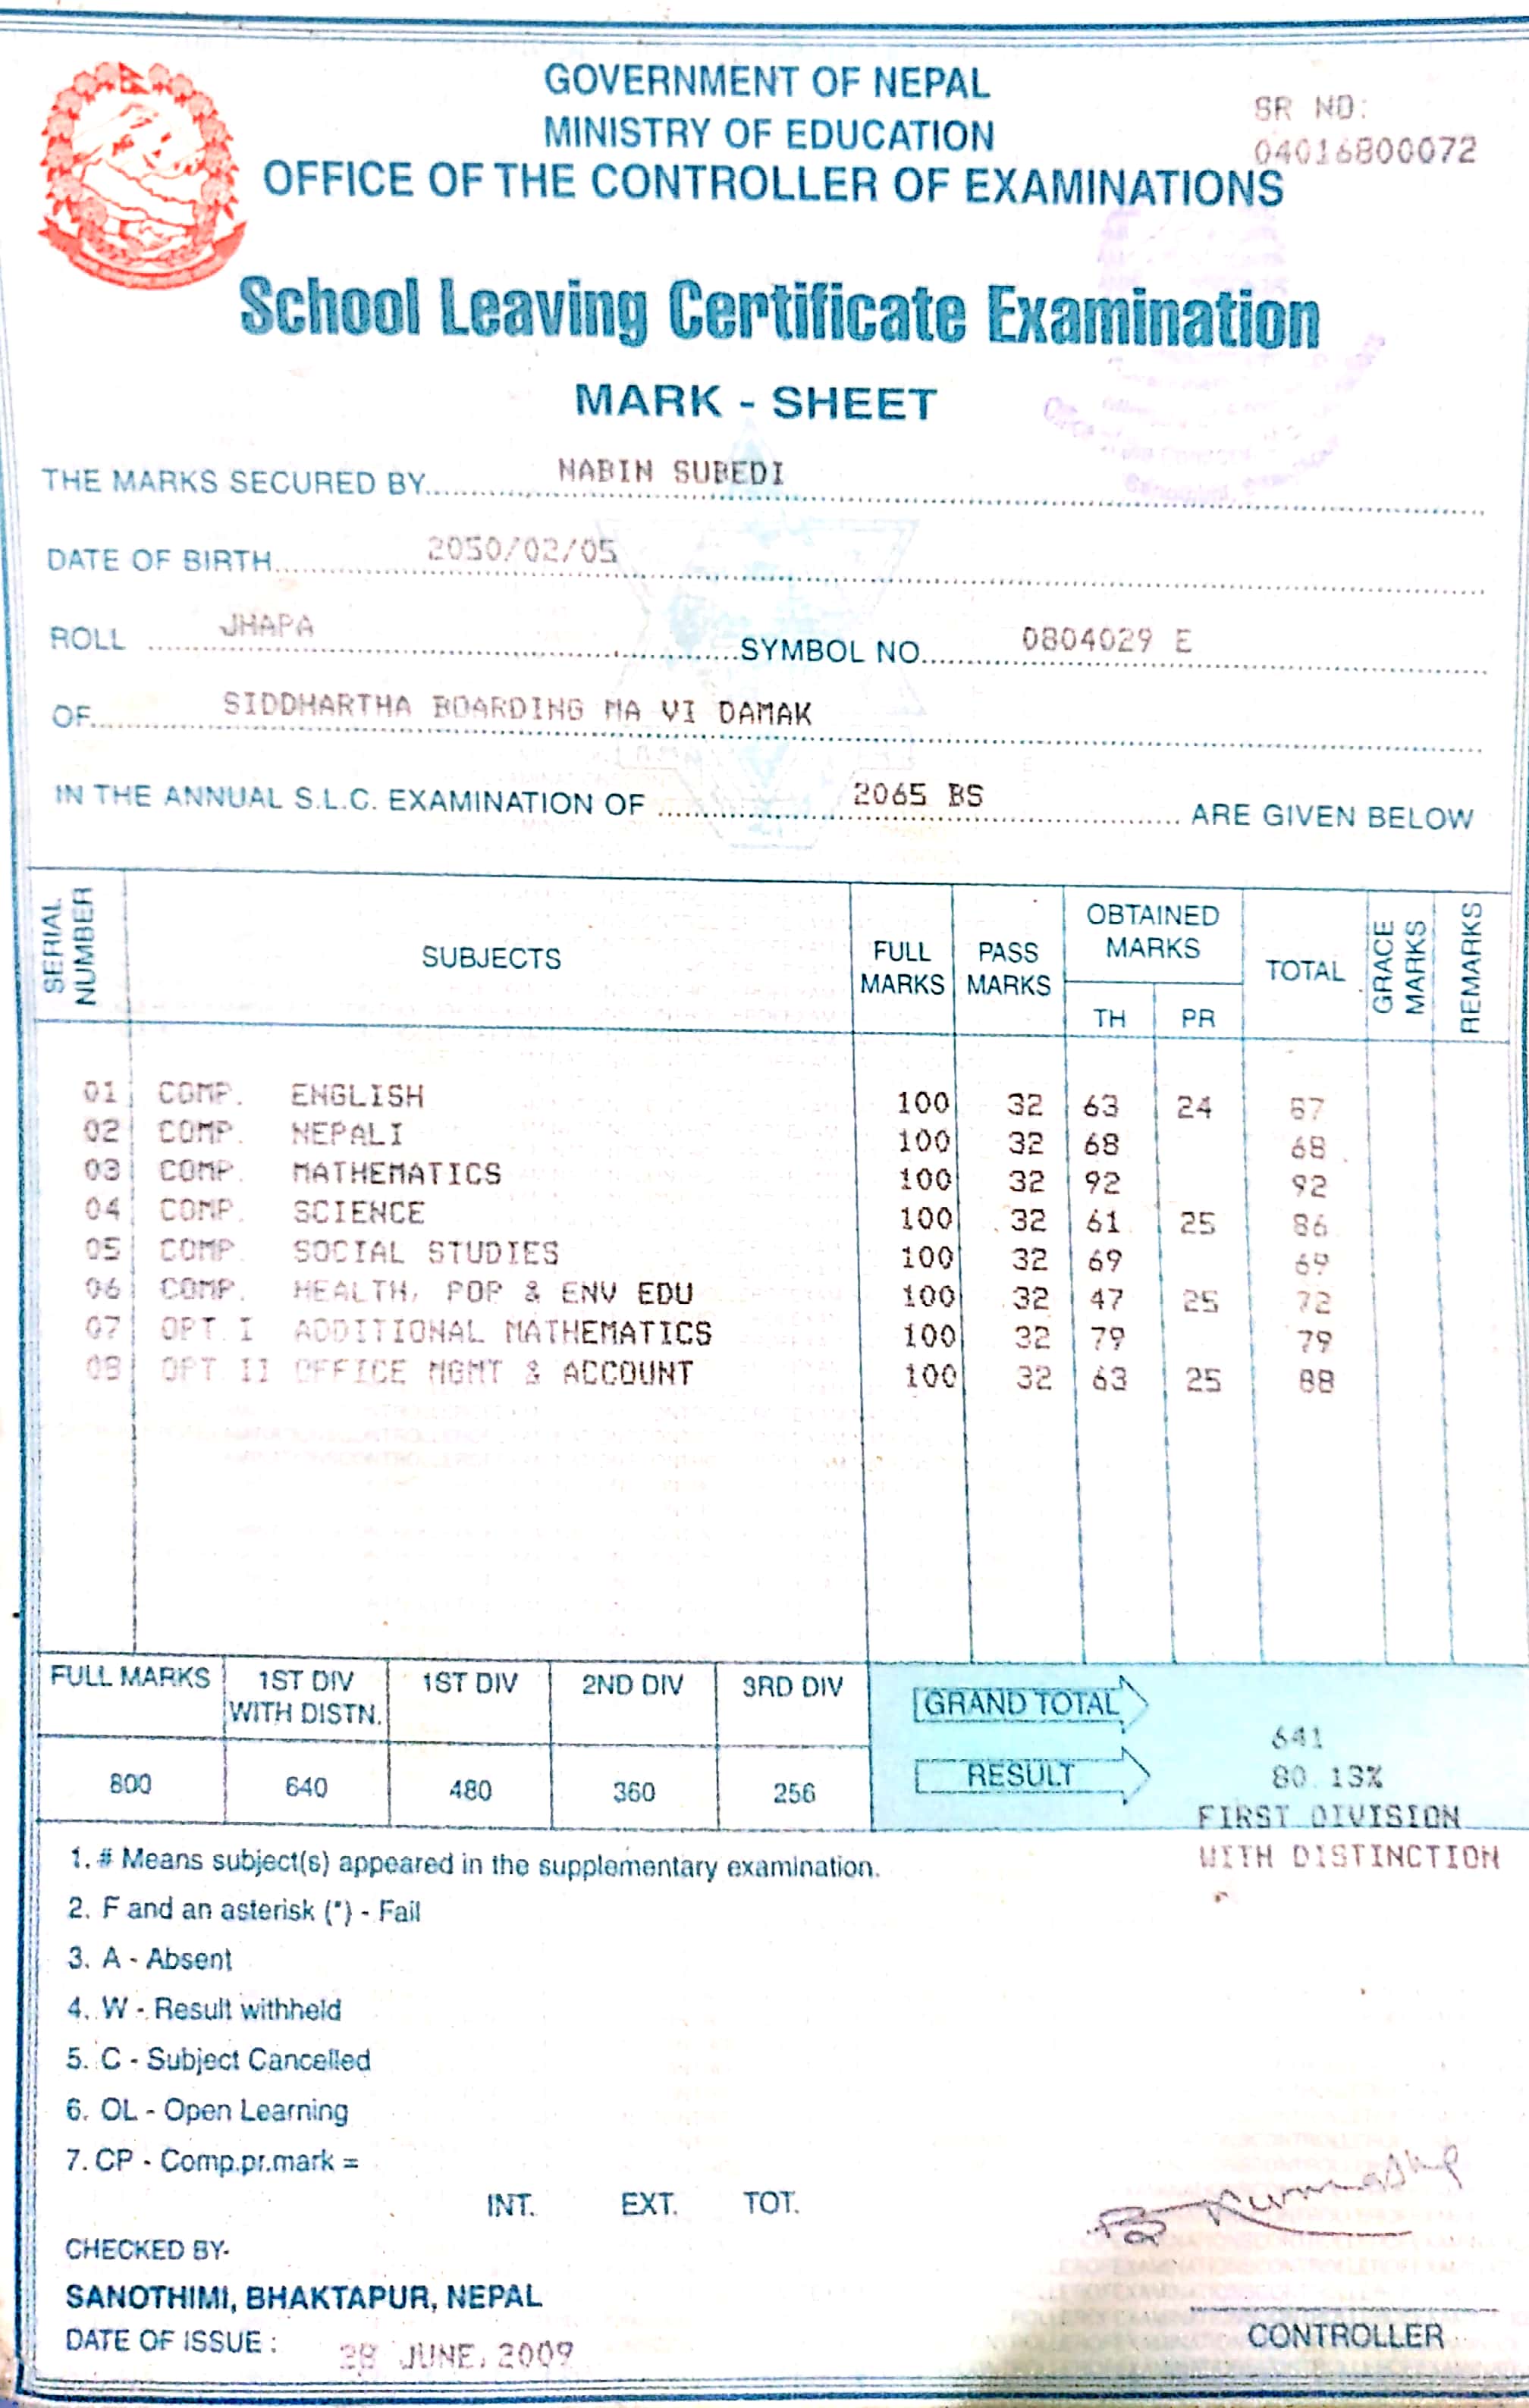 GOVERNMENT OF NEPAL
MINISTRY OF EDUCATION
OFFICE OF THE CONTROLLER OF EXAMINATIONS
SR NO:
04016800072
School Leaving Certificate Examination
MARK - SHEET
THE MARKS SECURED BY NABIN SUBEDI
DATE OF BIRTH 2050/02/05
ROLL JHAPA SYMBOL NO. 0804029 E
OF SIDDHARTHA BOARDING MA VI DAMAK
IN THE ANNUAL S.L.C. EXAMINATION OF 2065 BS ARE GIVEN BELOW
SERIAL NUMBER SUBJECTS FULL MARKS PASS MARKS OBTAINED MARKS TH PR TOTAL GRACE MARKS REMARKS
01 COMP. ENGLISH 100 32 63 24 87
02 COMP. NEPALI 100 32 68 68
03 COMP. MATHEMATICS 100 32 92 92
04 COMP. SCIENCE 100 32 61 25 86
05 COMP. SOCIAL STUDIES 100 32 69 69
06 COMP. HEALTH, POP & ENV EDU 100 32 47 25 72
07 OPT. I ADDITIONAL MATHEMATICS 100 32 79 79
08 OPT. II OFFICE MGMT & ACCOUNT 100 32 63 25 88
FULL MARKS 1ST DIV WITH DISTN. 1ST DIV 2ND DIV 3RD DIV
800 640 480 360 256
GRAND TOTAL 641
RESULT 80.13%
FIRST DIVISION
WITH DISTINCTION
1. # Means subject(s) appeared in the supplementary examination.
2. F and an asterisk (*) - Fail
3. A - Absent
4. W - Result withheld
5. C - Subject Cancelled
6. OL - Open Learning
7. CP - Comp.pr.mark =
INT. EXT. TOT.
CHECKED BY-
SANOTHIMI, BHAKTAPUR, NEPAL
DATE OF ISSUE : 28 JUNE, 2009
CONTROLLER